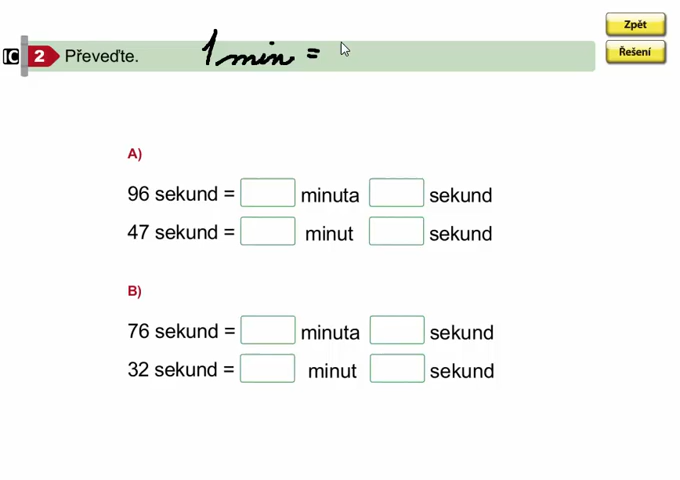 Zpět
1 min =
2 Převeďte.
Řešení
A)
96 sekund = minuta sekund
47 sekund = minut sekund
B)
76 sekund = minuta sekund
32 sekund = minut sekund